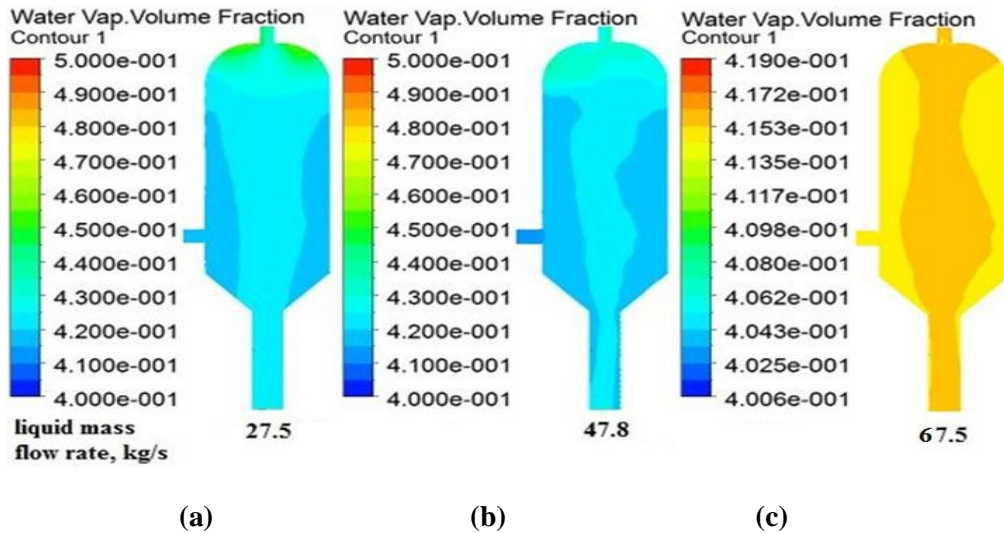 Water Vap.Volume Fraction
Contour 1
5.000e-001
4.900e-001
4.800e-001
4.700e-001
4.600e-001
4.500e-001
4.400e-001
4.300e-001
4.200e-001
4.100e-001
4.000e-001
Water Vap.Volume Fraction
Contour 1
5.000e-001
4.900e-001
4.800e-001
4.700e-001
4.600e-001
4.500e-001
4.400e-001
4.300e-001
4.200e-001
4.100e-001
4.000e-001
Water Vap.Volume Fraction
Contour 1
4.190e-001
4.172e-001
4.153e-001
4.135e-001
4.117e-001
4.098e-001
4.080e-001
4.062e-001
4.043e-001
4.025e-001
4.006e-001
liquid mass
flow rate, kg/s
27.5
47.8
67.5
(a)
(b)
(c)